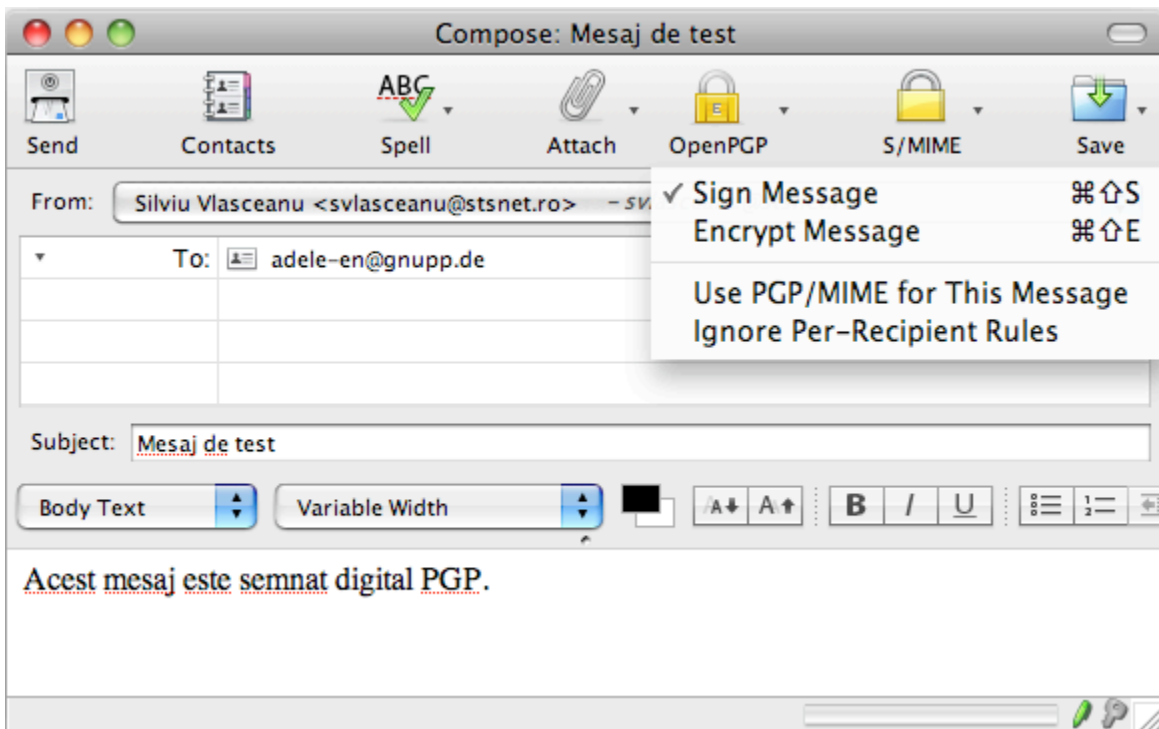 Compose: Mesaj de test
ABC
E
Send Contacts Spell Attach OpenPGP S/MIME Save
From: Silviu Vlasceanu <svlasceanu@stsnet.ro>
✓ Sign Message ⌘⇧S
Encrypt Message ⌘⇧E
Use PGP/MIME for This Message
Ignore Per-Recipient Rules
To: adele-en@gnupp.de
Subject: Mesaj de test
Body Text Variable Width A A B I U
Acest mesaj este semnat digital PGP.